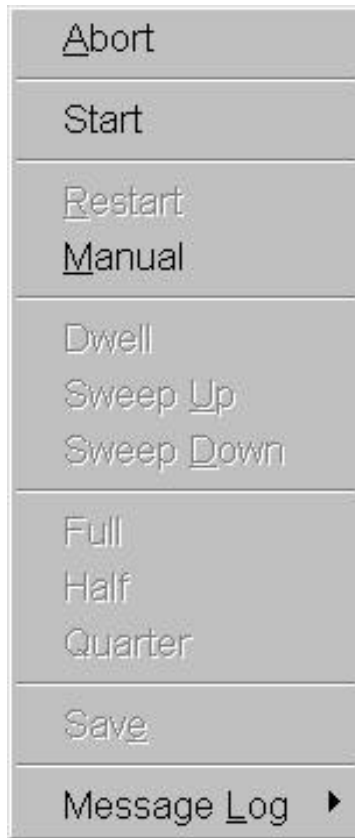 Abort
Start
Restart
Manual
Dwell
Sweep Up
Sweep Down
Full
Half
Quarter
Save
Message Log